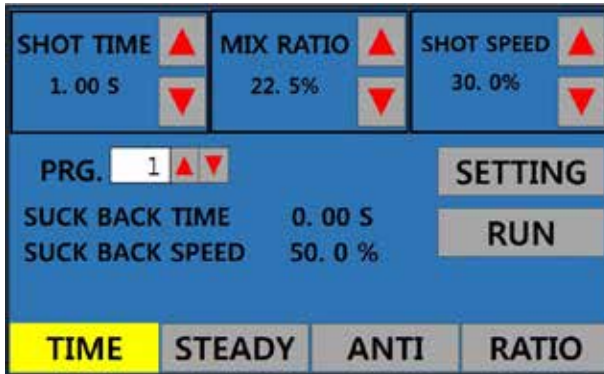 SHOT TIME
1.00 S
MIX RATIO
22.5%
SHOT SPEED
30.0%
PRG. 1
SETTING
SUCK BACK TIME 0.00 S
SUCK BACK SPEED 50.0 %
RUN
TIME STEADY ANTI RATIO